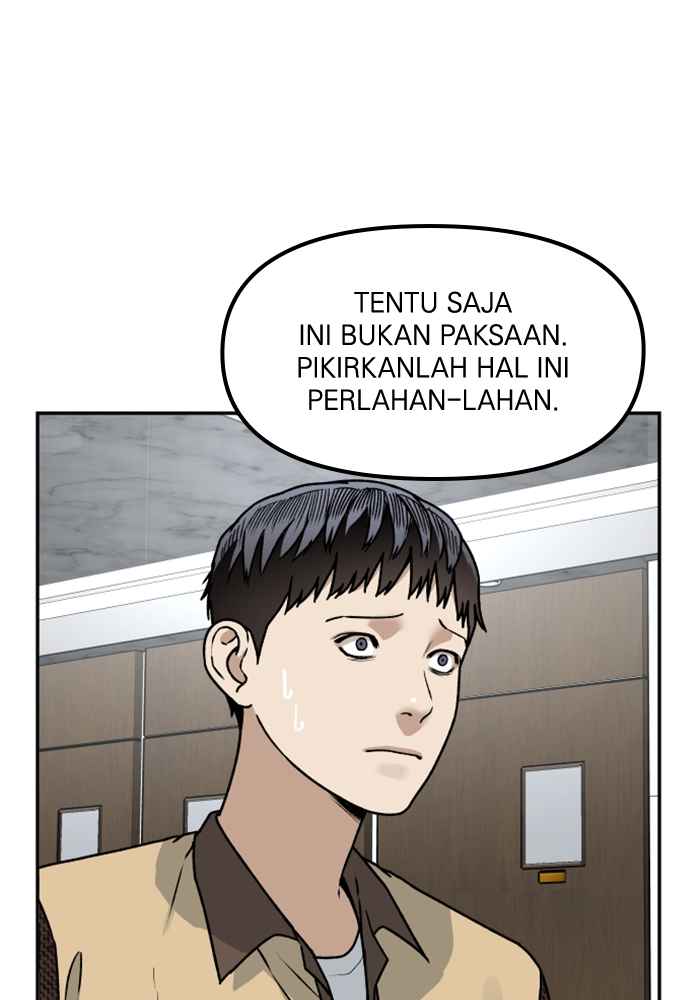 TENTU SAJA
INI BUKAN PAKSAAN.
PIKIRKANLAH HAL INI
PERLAHAN-LAHAN.